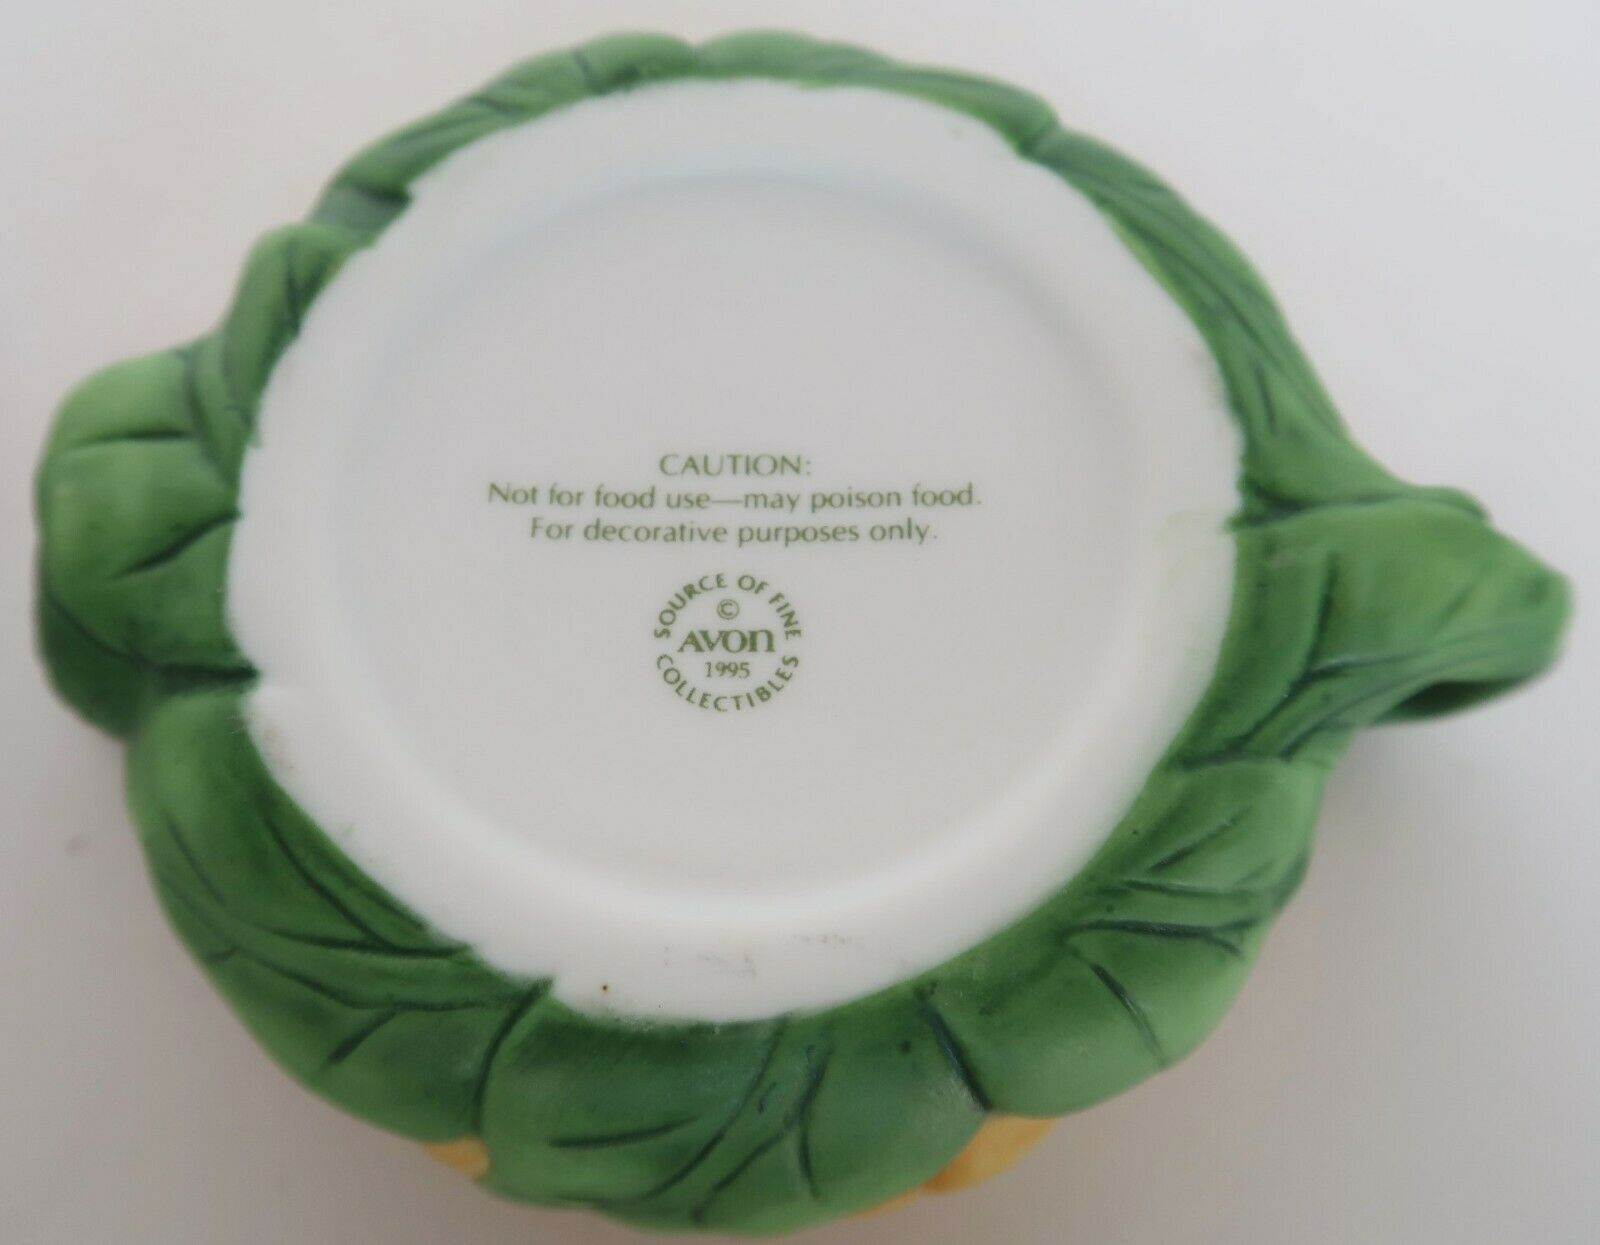 CAUTION:
Not for food use—may poison food.
For decorative purposes only.
SOURCE OF FINE
©
AVON
1995
COLLECTIBLES